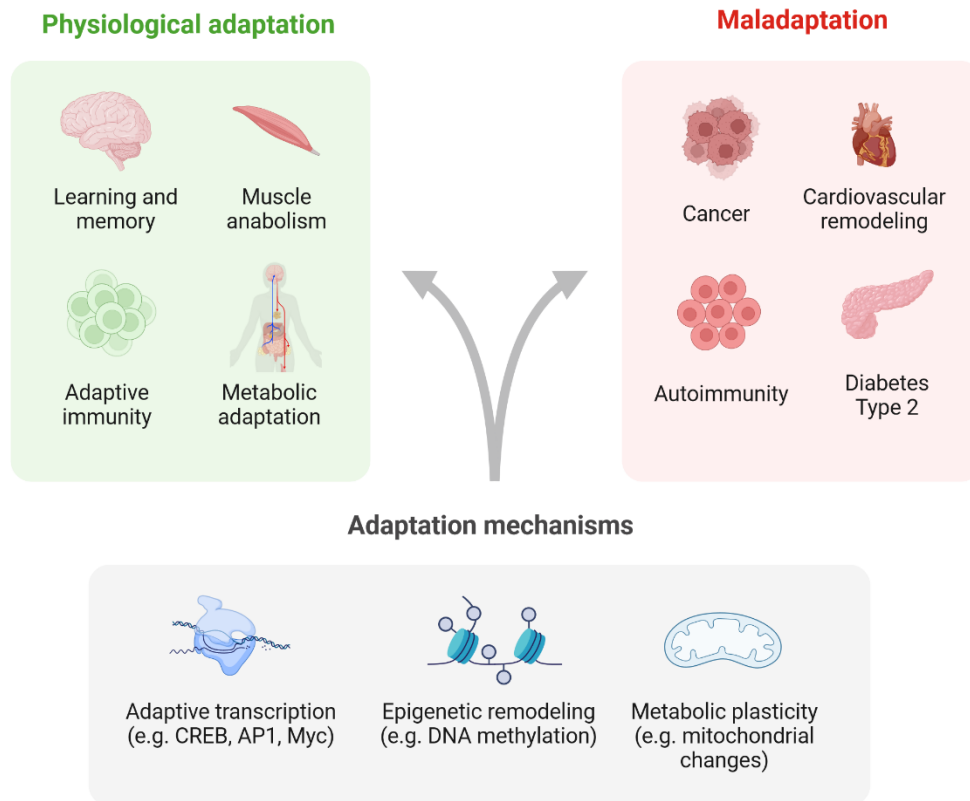 Physiological adaptation
Learning and
memory
Muscle
anabolism
Adaptive
immunity
Metabolic
adaptation
Maladaptation
Cancer
Cardiovascular
remodeling
Autoimmunity
Diabetes
Type 2
Adaptation mechanisms
Adaptive transcription
(e.g. CREB, AP1, Myc)
Epigenetic remodeling
(e.g. DNA methylation)
Metabolic plasticity
(e.g. mitochondrial
changes)